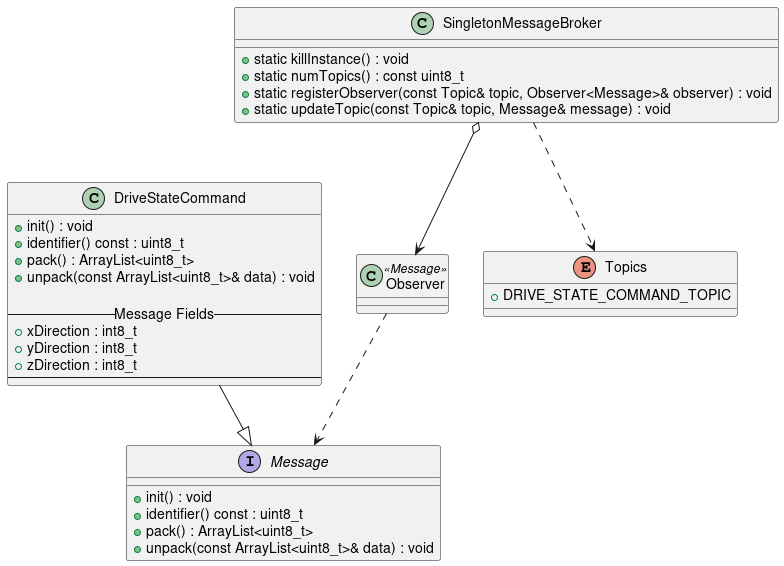 C SingletonMessageBroker
static killInstance() : void
static numTopics() : const uint8_t
static registerObserver(const Topic& topic, Observer<Message>& observer) : void
static updateTopic(const Topic& topic, Message& message) : void
C DriveStateCommand
init() : void
identifier() const : uint8_t
pack() : ArrayList<uint8_t>
unpack(const ArrayList<uint8_t>& data) : void
Message Fields
xDirection : int8_t
yDirection : int8_t
zDirection : int8_t
C «Message»
Observer
E Topics
DRIVE_STATE_COMMAND_TOPIC
I Message
init() : void
identifier() const : uint8_t
pack() : ArrayList<uint8_t>
unpack(const ArrayList<uint8_t>& data) : void